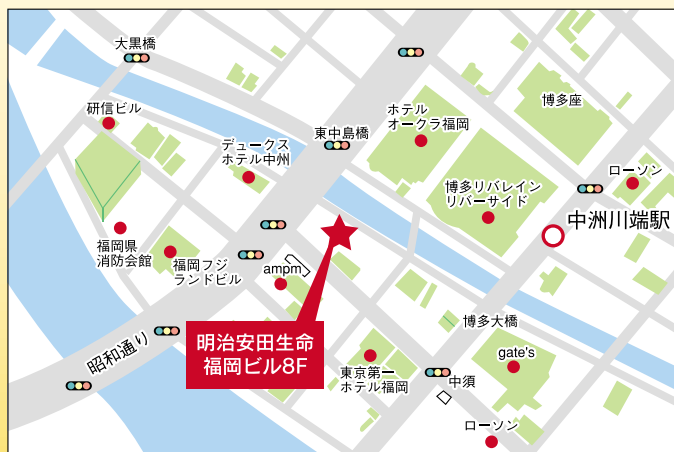 大黒橋
研信ビル
デュークス
ホテル中州
東中島橋
ホテル
オークラ福岡
博多座
ローソン
博多リバレイン
リバーサイド
中洲川端駅
福岡県
消防会館
福岡フジ
ランドビル
ampm
明治安田生命
福岡ビル8F
昭和通り
博多大橋
gate's
東京第一
ホテル福岡
中須
ローソン